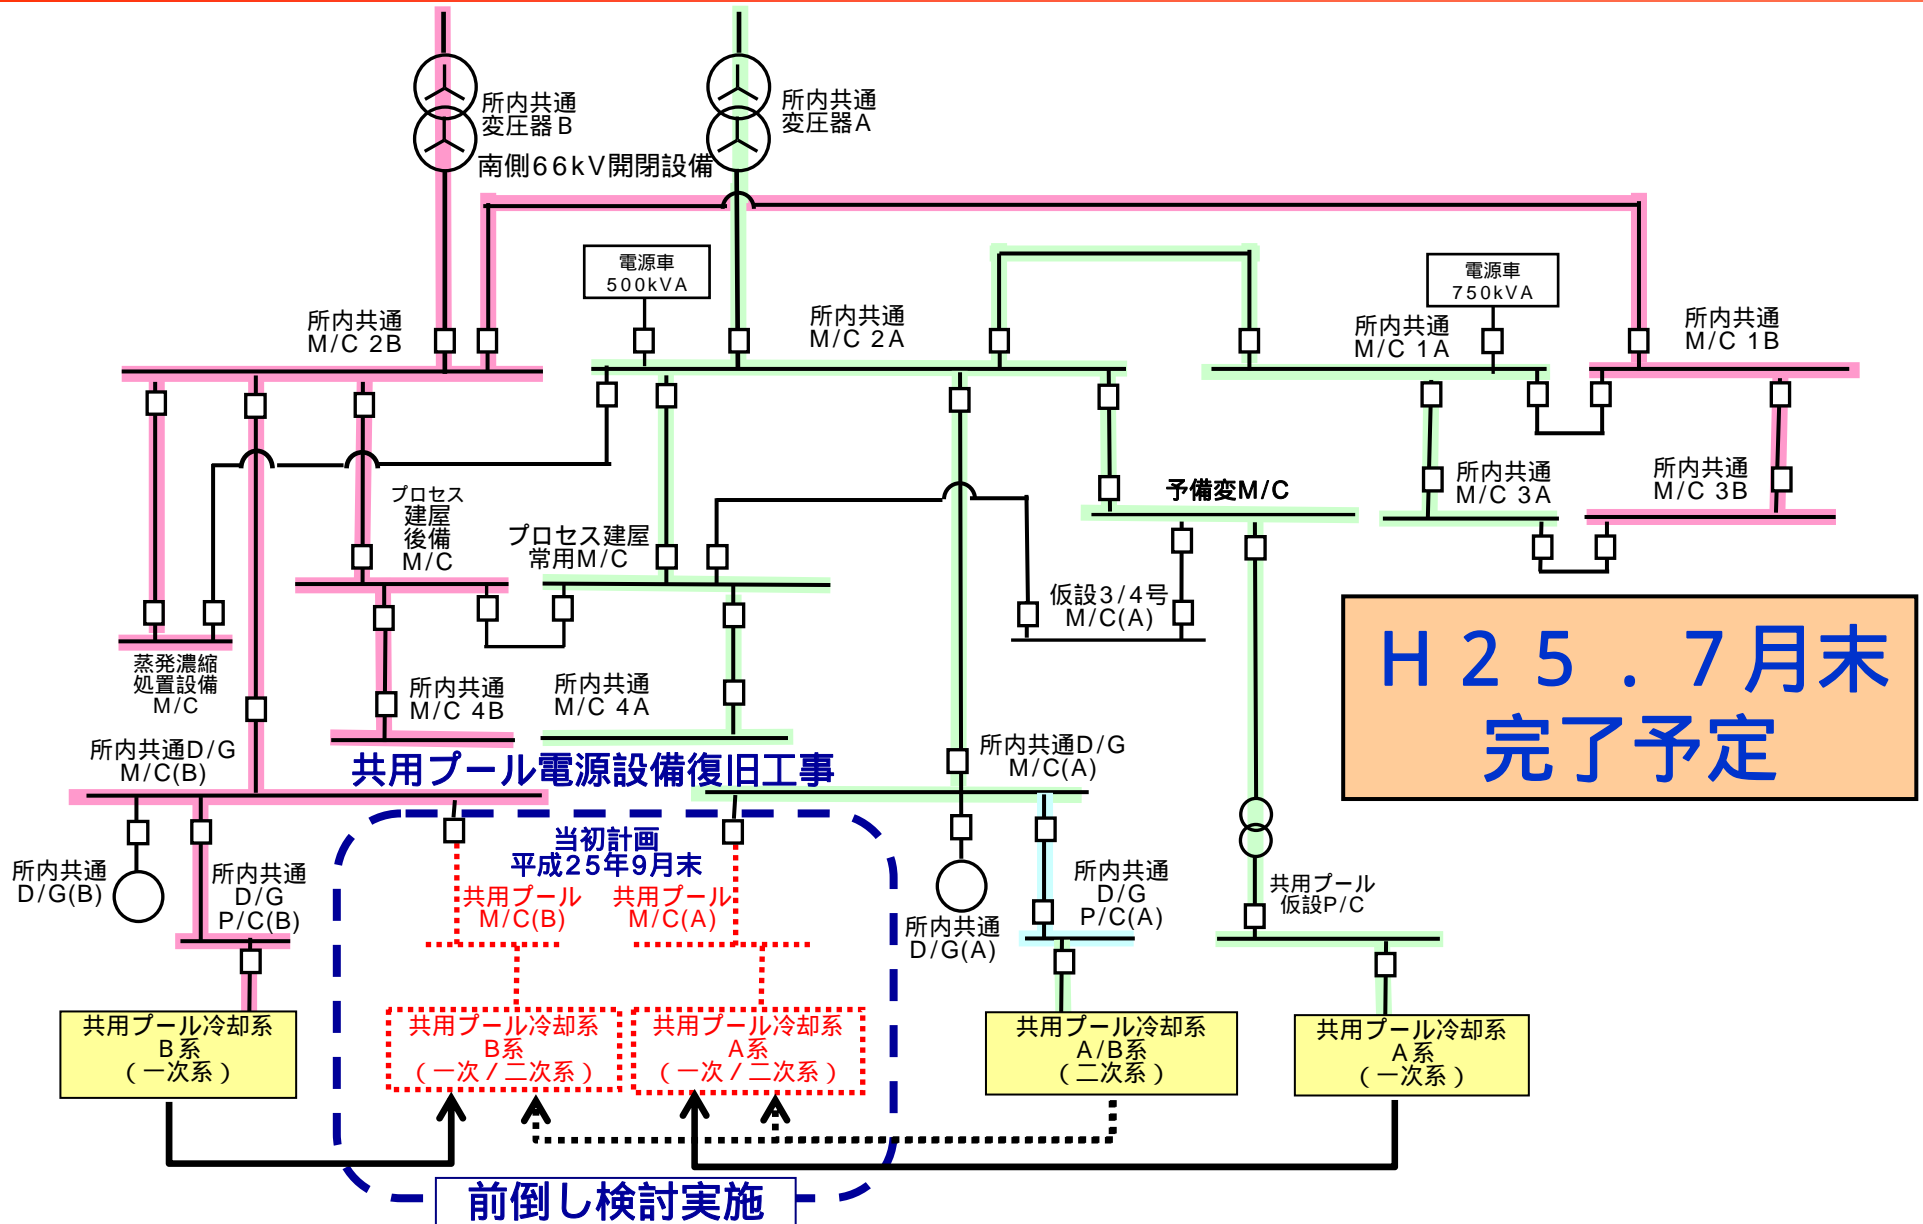 所内共通
変圧器B
所内共通
変圧器A
南側66kV開閉設備
電源車
500kVA
電源車
750kVA
所内共通
M/C 2B
所内共通
M/C 2A
所内共通
M/C 1A
所内共通
M/C 1B
プロセス
建屋
後備
M/C
プロセス建屋
常用M/C
予備変M/C
所内共通
M/C 3A
所内共通
M/C 3B
仮設3/4号
M/C(A)
蒸発濃縮
処置設備
M/C
所内共通
M/C 4B
所内共通
M/C 4A
H25.7月末
完了予定
所内共通D/G
M/C(B)
共用プール電源設備復旧工事
所内共通D/G
M/C(A)
当初計画
平成25年9月末
所内共通
D/G(B)
所内共通
D/G
P/C(B)
共用プール
M/C(B)
共用プール
M/C(A)
所内共通
D/G(A)
所内共通
D/G
P/C(A)
共用プール
仮設P/C
共用プール冷却系
B系
(一次系)
共用プール冷却系
B系
(一次/二次系)
共用プール冷却系
A系
(一次/二次系)
共用プール冷却系
A/B系
(二次系)
共用プール冷却系
A系
(一次系)
前倒し検討実施